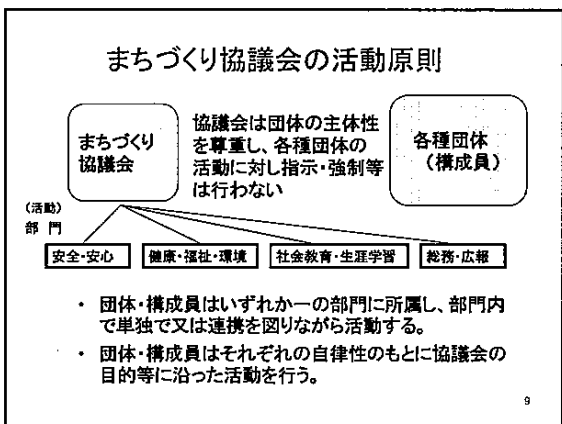 まちづくり協議会の活動原則
まちづくり
協議会
協議会は団体の主体性
を尊重し、各種団体の
活動に対し指示・強制等
は行わない
各種団体
（構成員）
（活動）
部 門
安全・安心
健康・福祉・環境
社会教育・生涯学習
総務・広報
・ 団体・構成員はいずれか一の部門に所属し、部門内
で単独で又は連携を図りながら活動する。
・ 団体・構成員はそれぞれの自律性のもとに協議会の
目的等に沿った活動を行う。
9